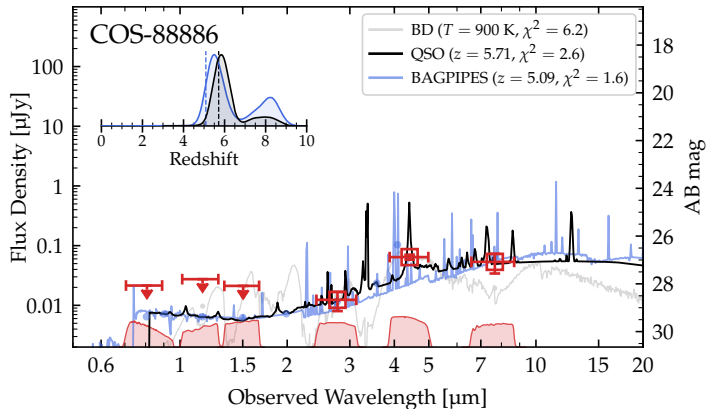 COS-88886
BD (T = 900 K, χ² = 6.2)
QSO (z = 5.71, χ² = 2.6)
BAGPIPES (z = 5.09, χ² = 1.6)
100
10
1
0.1
0.01
Flux Density [μJy]
18
20
22
24
26
28
30
AB mag
0 2 4 6 8 10
Redshift
0.6 1 1.5 2 3 4 5 7 10 15 20
Observed Wavelength [μm]